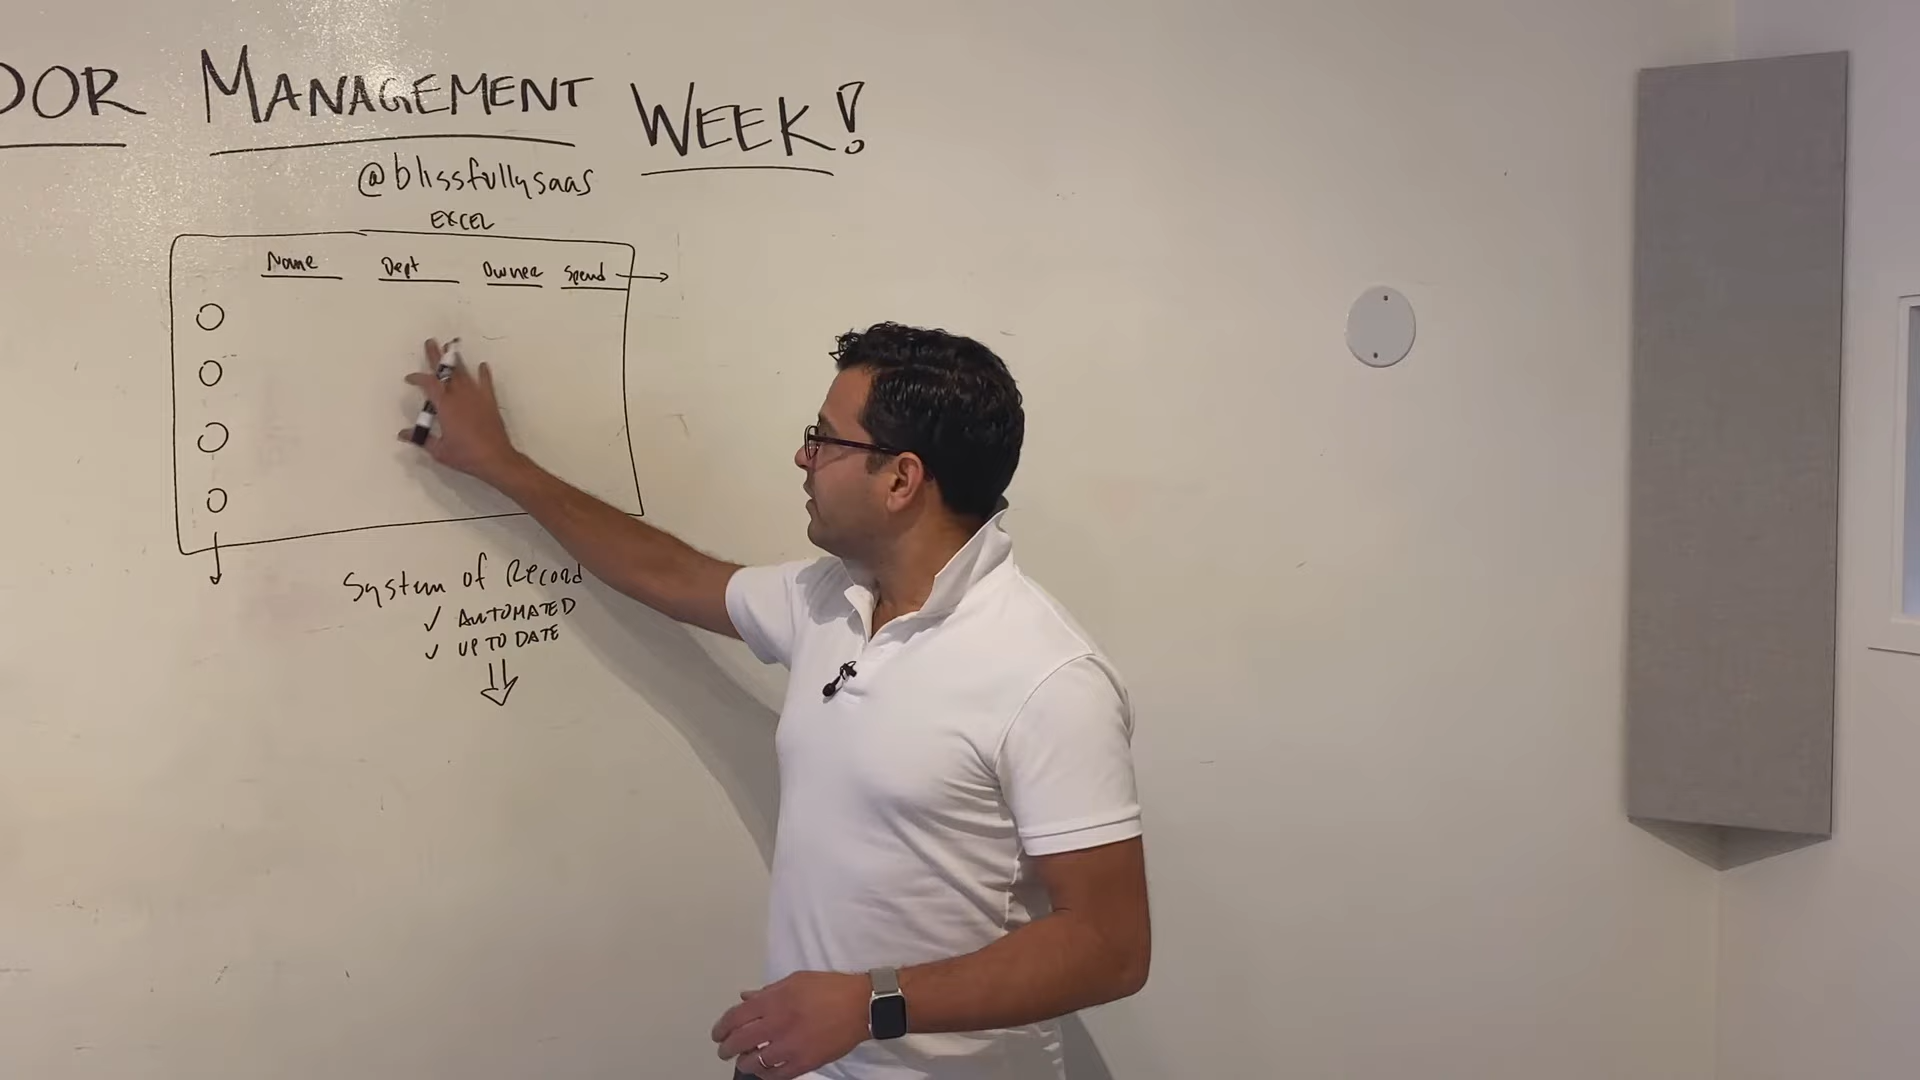 DOR MANAGEMENT WEEK!
@blissfullysaas
EXCEL
Name Dept Owner Spend
System of Record
✓ AUTOMATED
✓ UP TO DATE